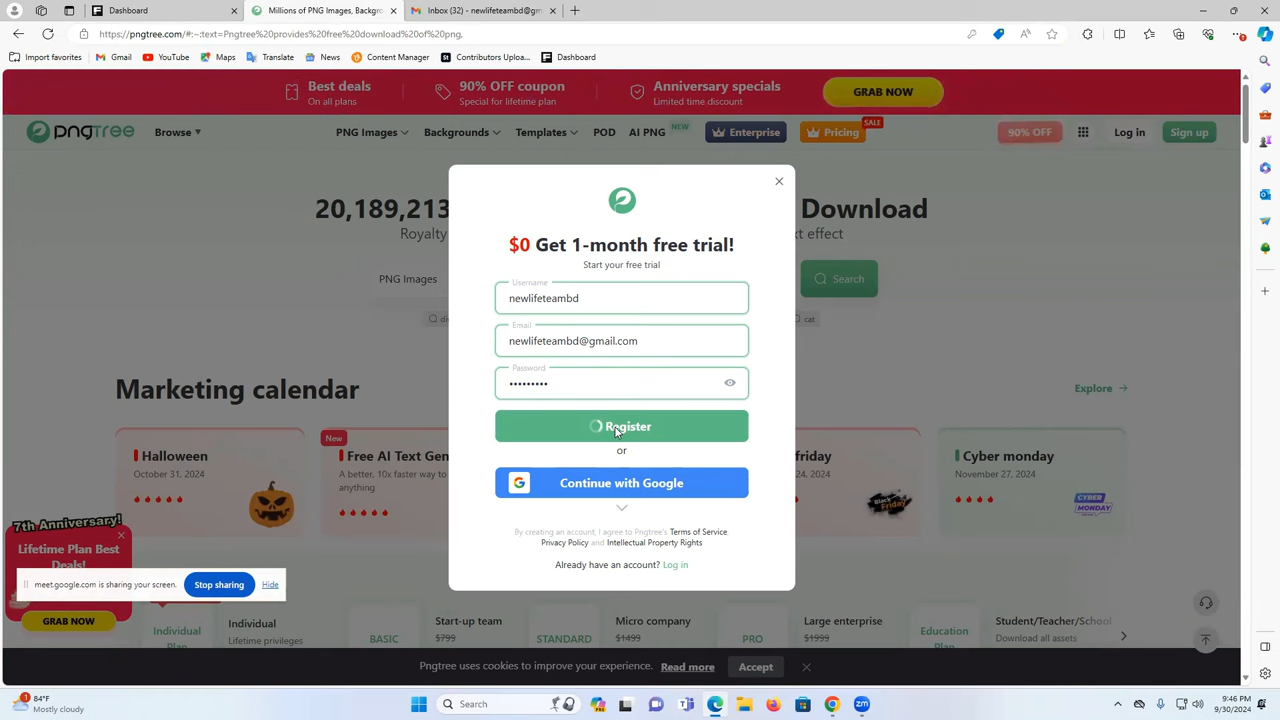 Dashboard
Millions of PNG Images, Backgro
Inbox (32) - newlifeteambd@gm
https://pngtree.com/#:~:text=Pngtree%20provides%20free%20download%20of%20png,
Import favorites
Gmail
YouTube
Maps
Translate
News
Content Manager
Contributors Uploa...
Dashboard
Best deals
On all plans
90% OFF coupon
Special for lifetime plan
Anniversary specials
Limited time discount
GRAB NOW
pngtree
Browse
PNG Images
Backgrounds
Templates
POD
AI PNG
NEW
Enterprise
Pricing
SALE
90% OFF
Log in
Sign up
20,189,213
Download
Royalty
t effect
PNG Images
Search
cat
$0 Get 1-month free trial!
Start your free trial
Username
newlifeteambd
Email
newlifeteambd@gmail.com
Password
Register
or
Continue with Google
By creating an account, I agree to Pngtree's Terms of Service,
Privacy Policy and Intellectual Property Rights
Already have an account? Log in
Marketing calendar
Explore
Halloween
October 31, 2024
New
Free AI Text Gen
A better, 10x faster way to
anything
friday
24, 2024
Cyber monday
November 27, 2024
7th Anniversary!
Lifetime Plan Best
Deals!
GRAB NOW
meet.google.com is sharing your screen.
Stop sharing
Hide
Individual
Plan
Individual
Lifetime privileges
BASIC
Start-up team
$799
STANDARD
Micro company
$1499
PRO
Large enterprise
$1999
Education
Plan
Student/Teacher/School
Download all assets
Pngtree uses cookies to improve your experience.
Read more
Accept
84°F
Mostly cloudy
Search
9:46 PM
9/30/2024